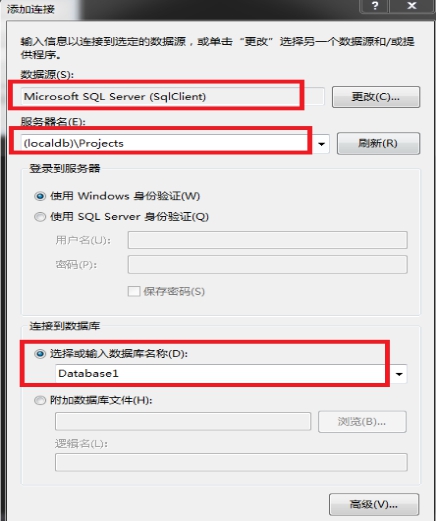 添加连接
?
输入信息以连接到选定的数据源，或单击“更改”选择另一个数据源和/或提
供程序。
数据源(S):
Microsoft SQL Server (SqlClient)
更改(C)...
服务器名(E):
(localdb)\Projects
刷新(R)
登录到服务器
使用 Windows 身份验证(W)
使用 SQL Server 身份验证(Q)
用户名(U):
密码(P):
保存密码(S)
连接到数据库
选择或输入数据库名称(D):
Database1
附加数据库文件(H):
浏览(B)...
逻辑名(L):
高级(V)...